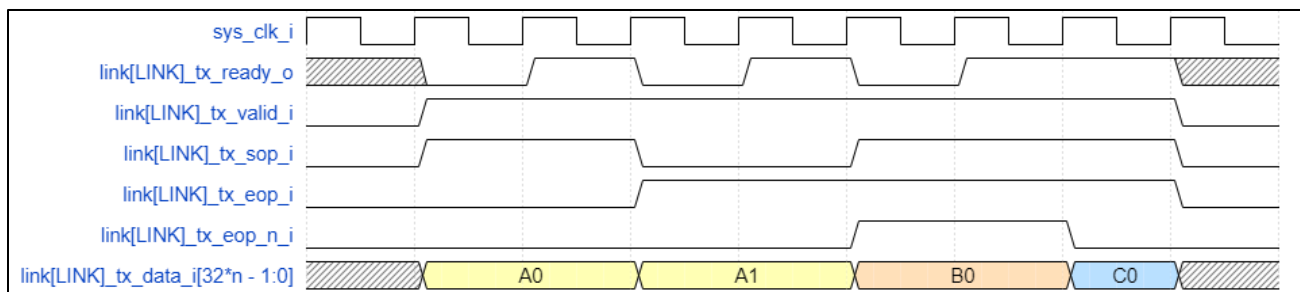 sys_clk_i
link[LINK]_tx_ready_o
link[LINK]_tx_valid_i
link[LINK]_tx_sop_i
link[LINK]_tx_eop_i
link[LINK]_tx_eop_n_i
link[LINK]_tx_data_i[32*n - 1:0] A0 A1 B0 C0